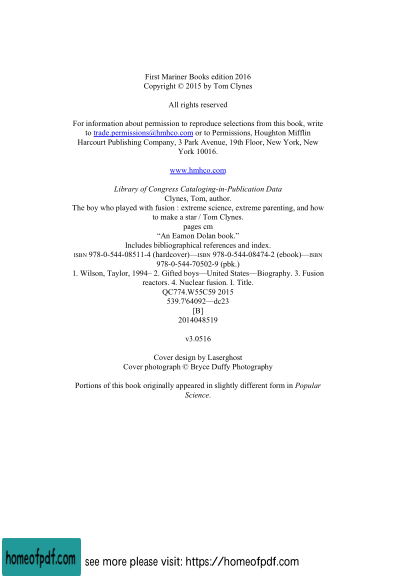 First Mariner Books edition 2016
Copyright © 2015 by Tom Clynes
All rights reserved
For information about permission to reproduce selections from this book, write
to trade.permissions@hmhco.com or to Permissions, Houghton Mifflin
Harcourt Publishing Company, 3 Park Avenue, 19th Floor, New York, New
York 10016.
www.hmhco.com
Library of Congress Cataloging-in-Publication Data
Clynes, Tom, author.
The boy who played with fusion : extreme science, extreme parenting, and how
to make a star / Tom Clynes.
pages cm
“An Eamon Dolan book.”
Includes bibliographical references and index.
ISBN 978-0-544-08511-4 (hardcover)—ISBN 978-0-544-08474-2 (ebook)—ISBN
978-0-544-70502-9 (pbk.)
1. Wilson, Taylor, 1994– 2. Gifted boys—United States—Biography. 3. Fusion
reactors. 4. Nuclear fusion. I. Title.
QC774.W55C59 2015
539.7'64092—dc23
[B]
2014048519
v3.0516
Cover design by Laserghost
Cover photograph © Bryce Duffy Photography
Portions of this book originally appeared in slightly different form in Popular
Science.
homeofpdf.com
see more please visit: https://homeofpdf.com